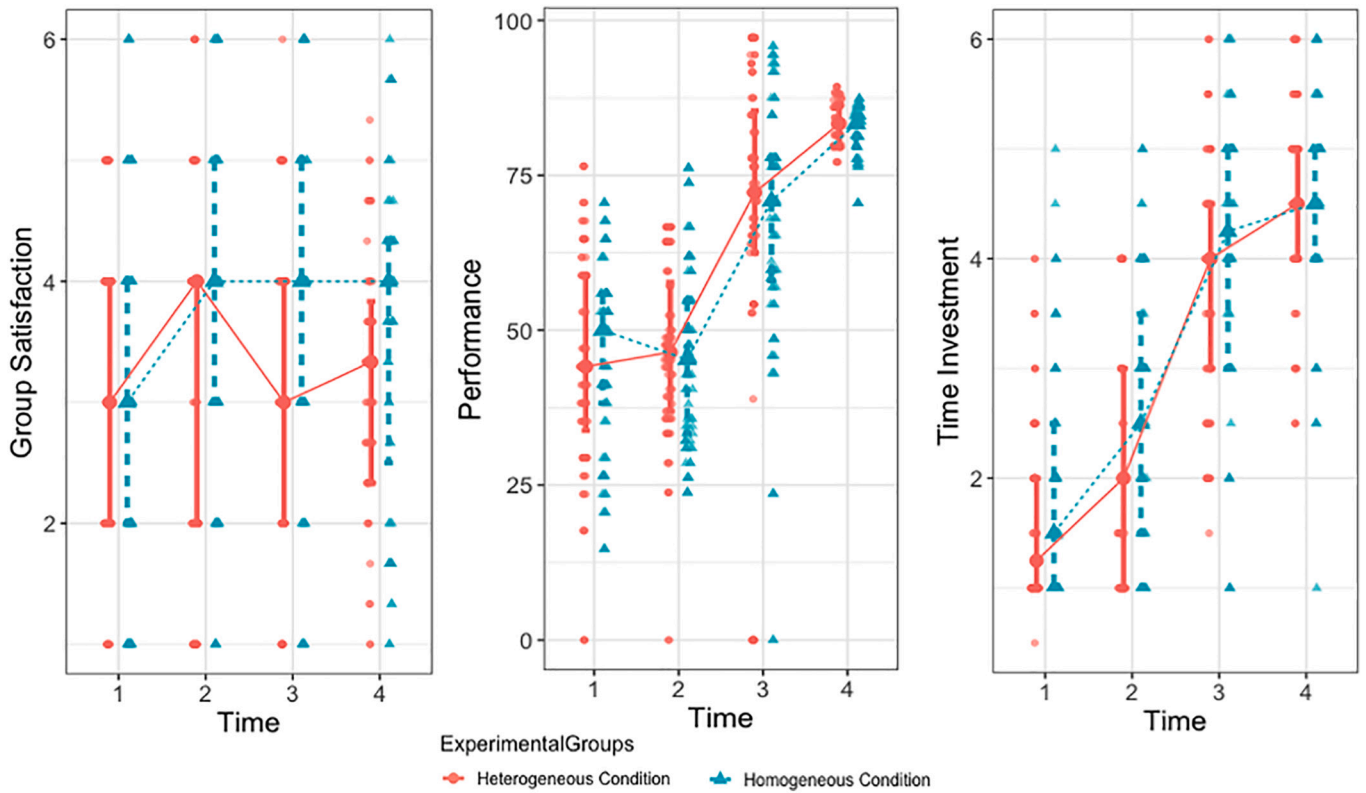 6
4
2
Group Satisfaction
1 2 3 4
Time
100
75
50
25
0
Performance
1 2 3 4
Time
6
4
2
Time Investment
1 2 3 4
Time
ExperimentalGroups
Heterogeneous Condition Homogeneous Condition